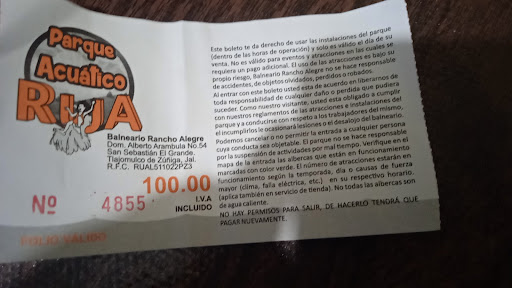 Parque
Acuático
RIJA
Balneario Rancho Alegre
Dom. Alberto Arambula No.54
San Sebastián El Grande.
Tlajomulco de Zúñiga, Jal.
R.F.C. RUAL511022PZ3
100.00
Nº 4855
I.V.A
INCLUIDO
FOLIO VALIDO
Este boleto te da derecho de usar las instalaciones del parque
(dentro de las horas de operación) y solo es válido el día de su
venta. No es válido para eventos y atracciones en las cuales se
requiera un pago adicional. El uso de las atracciones es bajo su
propio riesgo, Balneario Rancho Alegre no se hace responsable
de accidentes, de objetos olvidados, perdidos o robados.
Al entrar con este boleto usted esta de acuerdo en liberarnos de
toda responsabilidad de cualquier daño o perdida que pudiera
suceder. Como nuestro visitante, usted esta obligado a cumplir
con nuestros reglamentos de las atracciones e instalaciones del
parque y a conducirse con respeto a los trabajadores del mismo,
el incumplirlos le ocasionará lesiones o el desalojo del balneario.
Podemos cancelar o no permitir la entrada a cualquier persona
cuya conducta sea objetable. El parque no se hace responsable
por la suspensión de actividades por mal tiempo. Verifique en el
mapa de la entrada las albercas que están en funcionamiento
marcadas con color verde. El número de atracciones estarán en
funcionamiento según la temporada, día o causas de fuerza
mayor (clima, falla eléctrica, etc.). en su respectivo horario.
(aplica también en servicio de tienda). No todas las albercas son
de agua caliente.
NO HAY PERMISOS PARA SALIR, DE HACERLO TENDRÁ QUE
PAGAR NUEVAMENTE.